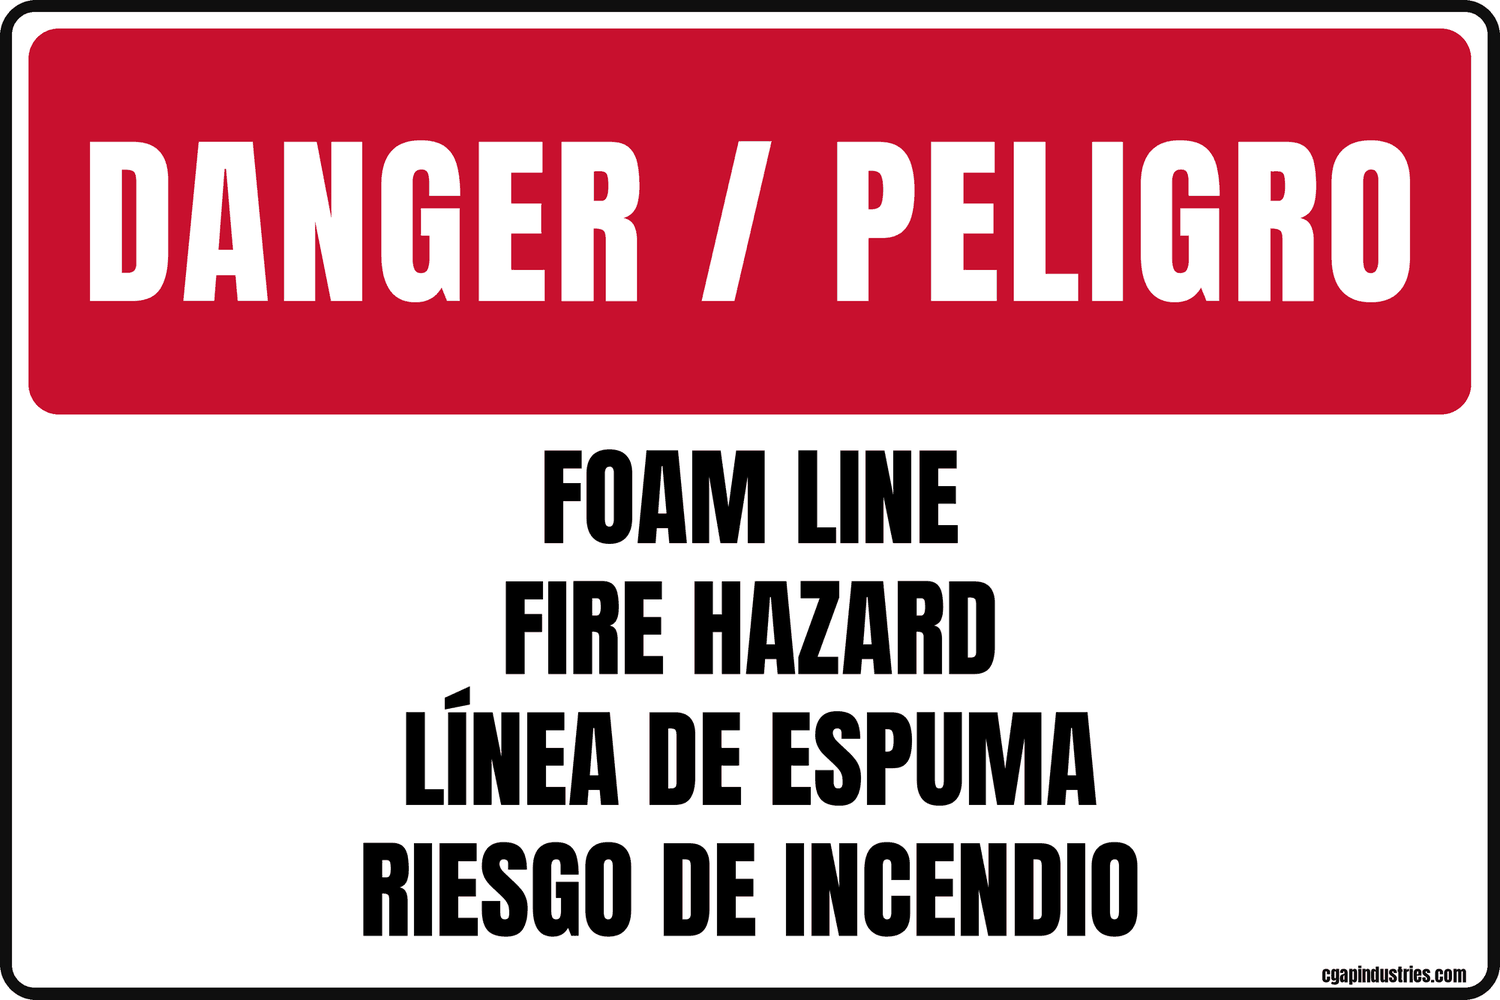 DANGER / PELIGRO
FOAM LINE
FIRE HAZARD
LÍNEA DE ESPUMA
RIESGO DE INCENDIO
cgapindustries.com